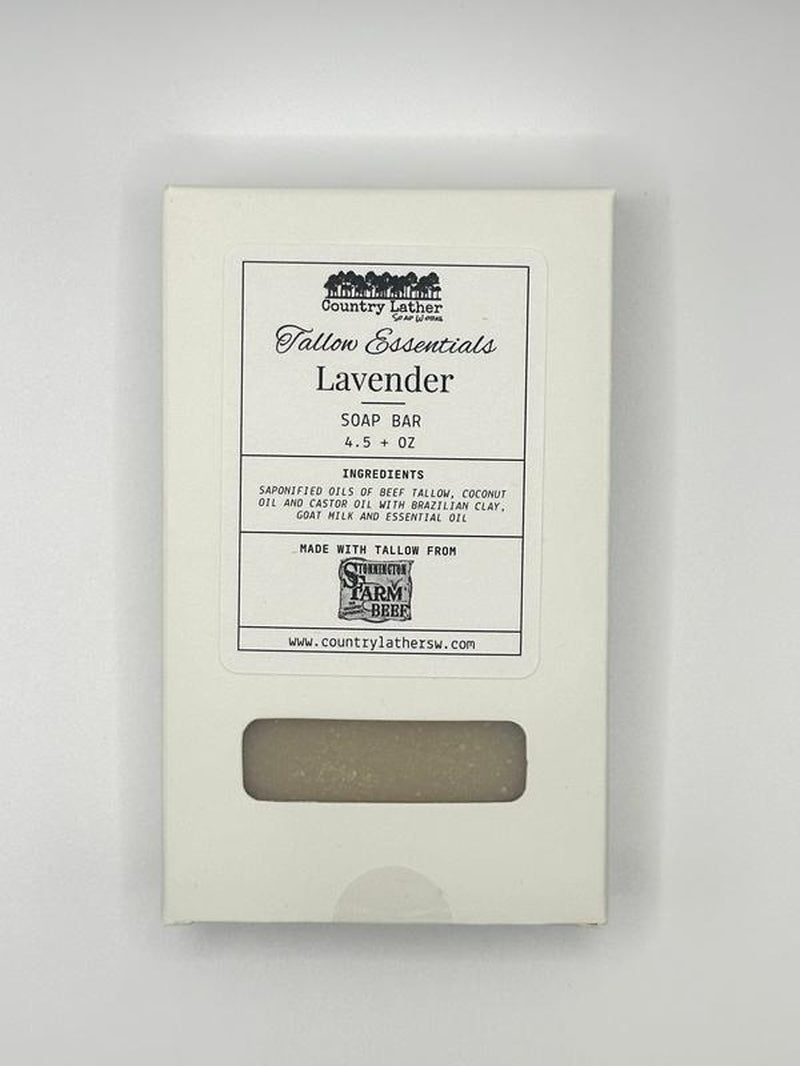 Country Lather
Soap Works
Tallow Essentials
Lavender
SOAP BAR
4.5 + OZ
INGREDIENTS
SAPONIFIED OILS OF BEEF TALLOW, COCONUT
OIL AND CASTOR OIL WITH BRAZILIAN CLAY,
GOAT MILK AND ESSENTIAL OIL
MADE WITH TALLOW FROM
STONNINGTON
FARM
BEEF
www.countrylathersw.com